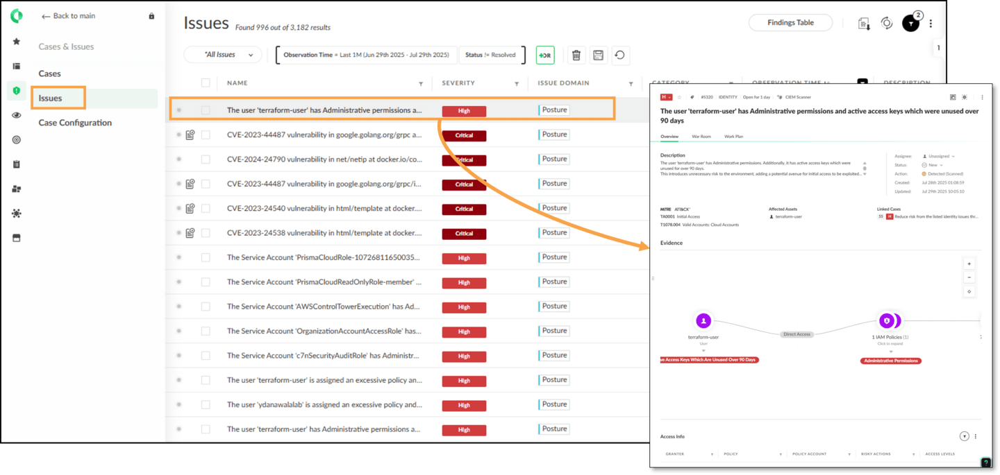 Back to main
Cases & Issues
Cases
Issues
Case Configuration
Issues Found 996 out of 3,182 results
Findings Table
2
*All Issues
Observation Time = Last 1M (Jun 29th 2025 - Jul 29th 2025)
Status != Resolved
+OR
1
NAME SEVERITY ISSUE DOMAIN CATEGORY OBSERVATION TIME DESCRIPTION
The user 'terraform-user' has Administrative permissions a... High Posture
CVE-2023-44487 vulnerability in google.golang.org/grpc a... Critical Posture
CVE-2024-24790 vulnerability in net/netip at docker.io/co... Critical Posture
CVE-2023-44487 vulnerability in google.golang.org/grpc/i... Critical Posture
CVE-2023-24540 vulnerability in html/template at docker.... Critical Posture
CVE-2023-24538 vulnerability in html/template at docker.... Critical Posture
The Service Account 'PrismaCloudRole-10726811650035... High Posture
The Service Account 'PrismaCloudReadOnlyRole-member' ... High Posture
The Service Account 'AWSControlTowerExecution' has Ad... High Posture
The Service Account 'OrganizationAccountAccessRole' has... High Posture
The Service Account 'c7nSecurityAuditRole' has Administr... High Posture
The user 'terraform-user' is assigned an excessive policy an... High Posture
The user 'ydanawalalab' is assigned an excessive policy and... High Posture
The user 'terraform-user' has Administrative permissions a... High Posture
H #5320 IDENTITY Open for 1 day CIEM Scanner
The user 'terraform-user' has Administrative permissions and active access keys which were unused over
90 days
Overview War Room Work Plan
Description
The user 'terraform-user' has Administrative permissions. Additionally, it has active access keys which were
unused for over 90 days.
This introduces unnecessary risk to the environment, adding a potential avenue for initial access to be exploited...
Assignee: Unassigned
Status: New
Action: Detected (Scanned)
Created: Jul 28th 2025 01:08:59
Updated: Jul 29th 2025 10:05:10
MITRE ATT&CK®
TA0001 Initial Access
T1078.004 Valid Accounts: Cloud Accounts
Affected Assets
terraform-user
Linked Cases
55 H Reduce risk from the listed identity issues thr...
Evidence
+
−
terraform-user
User
ve Access Keys Which Are Unused Over 90 Days
Direct Access
1 IAM Policies (1)
Click to expand
Administrative Permissions
Access Info
GRANTER POLICY POLICY ACCOUNT RISKY ACTIONS ACCESS LEVELS
?